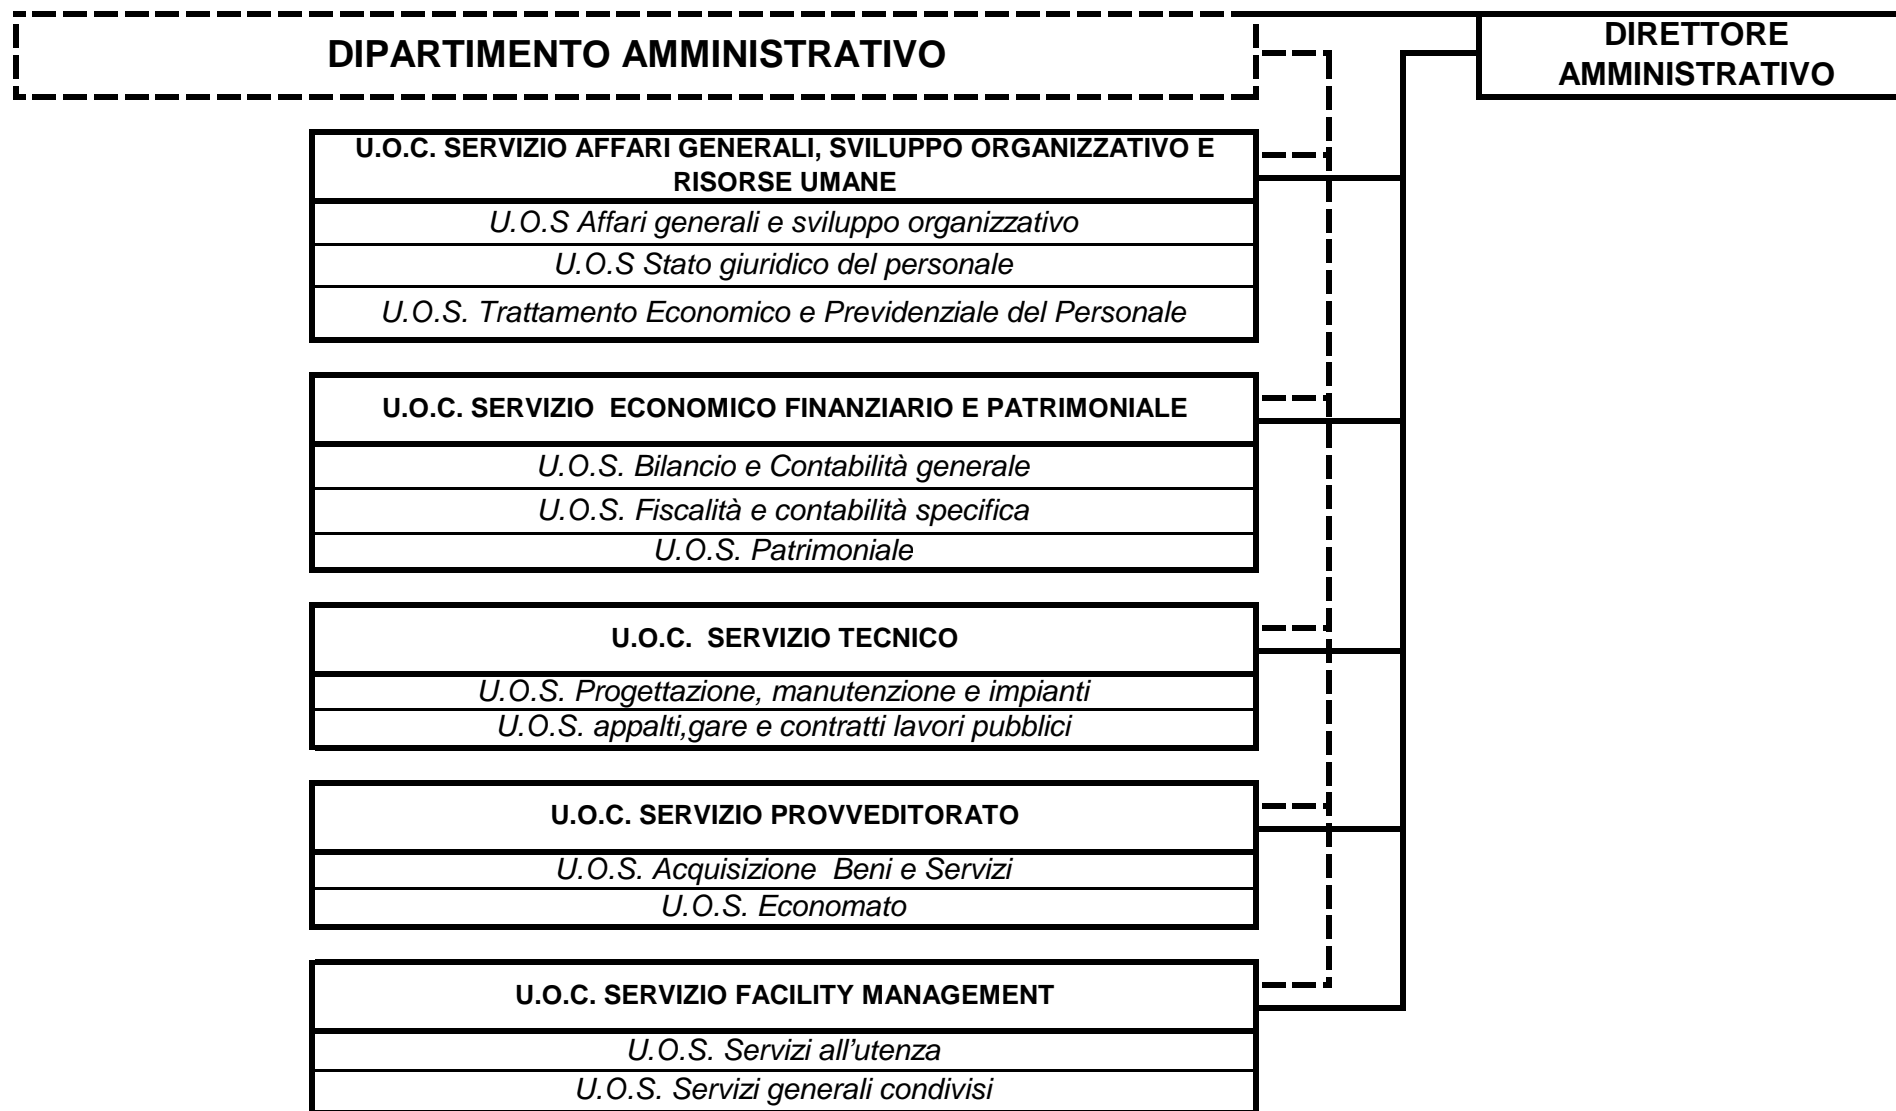 DIPARTIMENTO AMMINISTRATIVO
DIRETTORE
AMMINISTRATIVO
U.O.C. SERVIZIO AFFARI GENERALI, SVILUPPO ORGANIZZATIVO E
RISORSE UMANE
U.O.S Affari generali e sviluppo organizzativo
U.O.S Stato giuridico del personale
U.O.S. Trattamento Economico e Previdenziale del Personale
U.O.C. SERVIZIO  ECONOMICO FINANZIARIO E PATRIMONIALE
U.O.S. Bilancio e Contabilità generale
U.O.S. Fiscalità e contabilità specifica
U.O.S. Patrimoniale
U.O.C.  SERVIZIO TECNICO
U.O.S. Progettazione, manutenzione e impianti
U.O.S. appalti,gare e contratti lavori pubblici
U.O.C. SERVIZIO PROVVEDITORATO
U.O.S. Acquisizione  Beni e Servizi
U.O.S. Economato
U.O.C. SERVIZIO FACILITY MANAGEMENT
U.O.S. Servizi all’utenza
U.O.S. Servizi generali condivisi